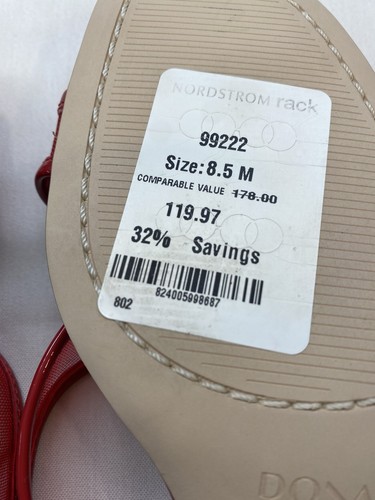 NORDSTROM rack
99222
Size:8.5 M
COMPARABLE VALUE 178.00
119.97
32% Savings
824005998687
802